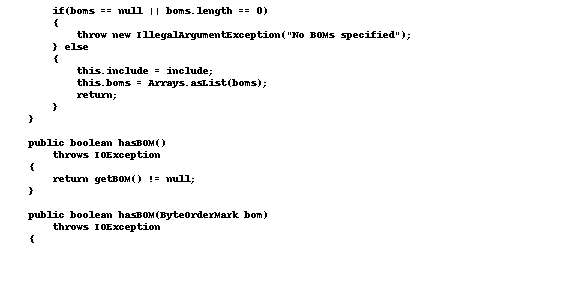 if(boms == null || boms.length == 0)
{
throw new IllegalArgumentException("No BOMs specified");
} else
{
this.include = include;
this.boms = Arrays.asList(boms);
return;
}
}
public boolean hasBOM()
throws IOException
{
return getBOM() != null;
}
public boolean hasBOM(ByteOrderMark bom)
throws IOException
{